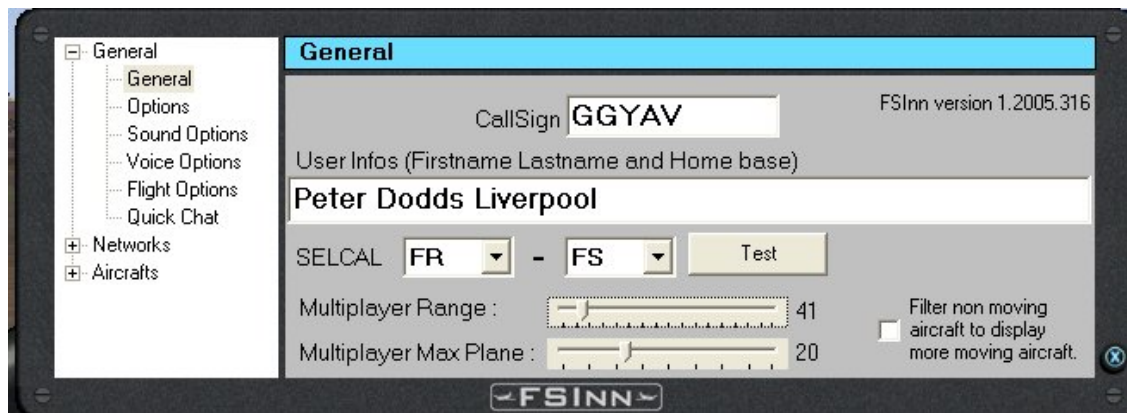 General
General
Options
Sound Options
Voice Options
Flight Options
Quick Chat
Networks
Aircrafts
General
CallSign GGYAV
FSInn version 1.2005.316
User Infos (Firstname Lastname and Home base)
Peter Dodds Liverpool
SELCAL FR - FS Test
Multiplayer Range : 41
Multiplayer Max Plane : 20
Filter non moving
aircraft to display
more moving aircraft.
FSINN